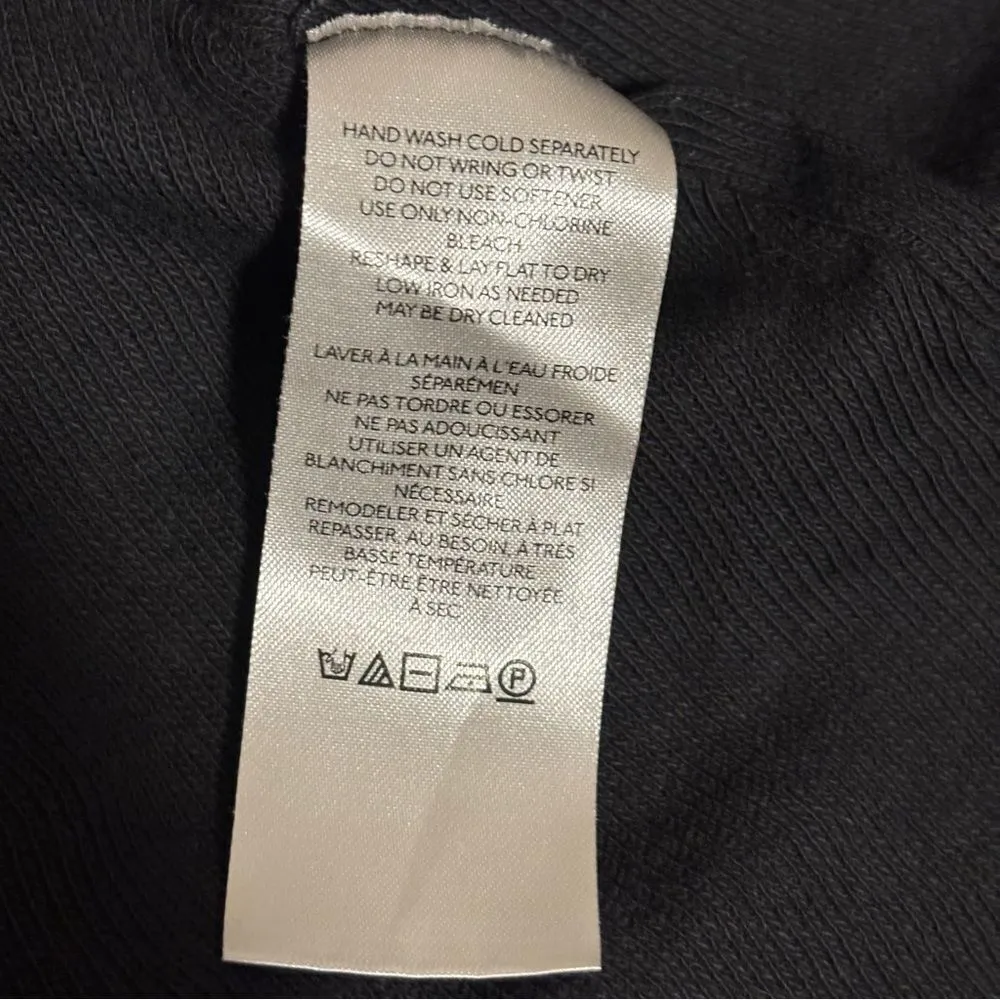 HAND WASH COLD SEPARATELY
DO NOT WRING OR TWIST
DO NOT USE SOFTENER
USE ONLY NON-CHLORINE
BLEACH
RESHAPE & LAY FLAT TO DRY
LOW IRON AS NEEDED
MAY BE DRY CLEANED
LAVER À LA MAIN À L'EAU FROIDE
SÉPARÉMEN
NE PAS TORDRE OU ESSORER
NE PAS ADOUCISSANT
UTILISER UN AGENT DE
BLANCHIMENT SANS CHLORE SI
NÉCESSAIRE
REMODELER ET SÉCHER À PLAT
REPASSER, AU BESOIN, À TRÈS
BASSE TEMPÉRATURE
PEUT-ÊTRE ÊTRE NETTOYÉE
À SEC
P